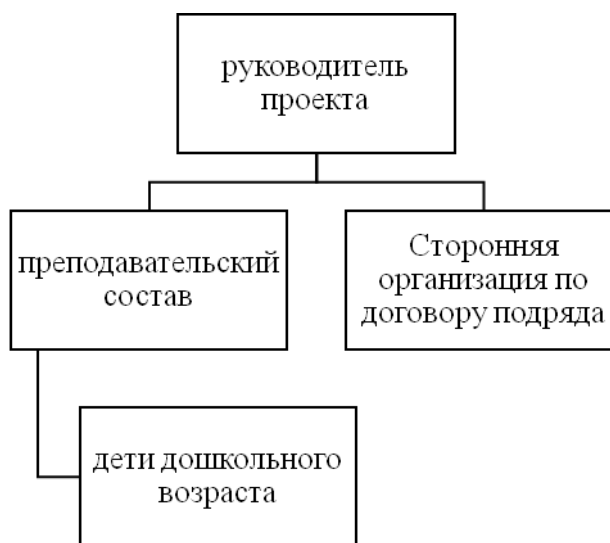 руководитель
проекта
преподавательский
состав
Сторонняя
организация по
договору подряда
дети дошкольного
возраста